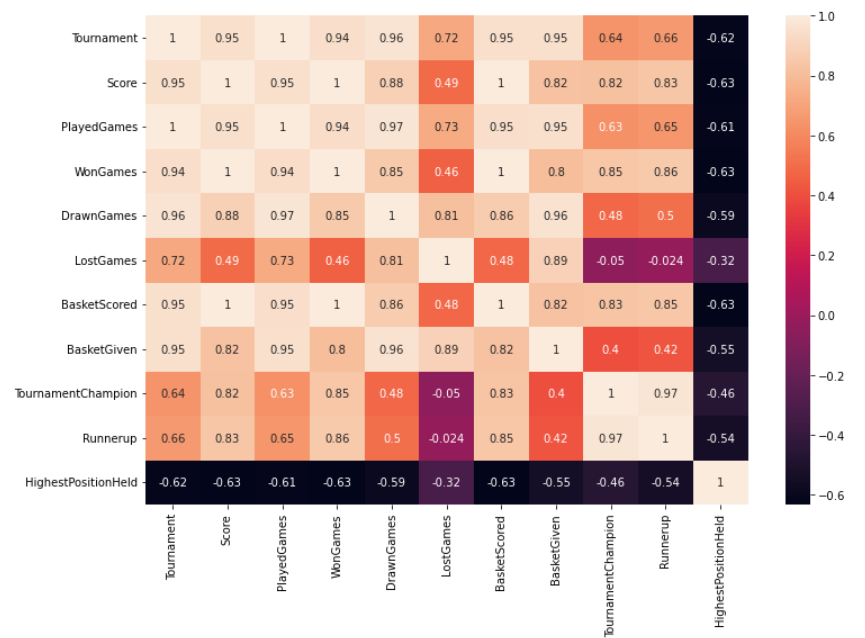 Tournament 1 0.95 1 0.94 0.96 0.72 0.95 0.95 0.64 0.66 -0.62
Score 0.95 1 0.95 1 0.88 0.49 1 0.82 0.82 0.83 -0.63
PlayedGames 1 0.95 1 0.94 0.97 0.73 0.95 0.95 0.63 0.65 -0.61
WonGames 0.94 1 0.94 1 0.85 0.46 1 0.8 0.85 0.86 -0.63
DrawnGames 0.96 0.88 0.97 0.85 1 0.81 0.86 0.96 0.48 0.5 -0.59
LostGames 0.72 0.49 0.73 0.46 0.81 1 0.48 0.89 -0.05 -0.024 -0.32
BasketScored 0.95 1 0.95 1 0.86 0.48 1 0.82 0.83 0.85 -0.63
BasketGiven 0.95 0.82 0.95 0.8 0.96 0.89 0.82 1 0.4 0.42 -0.55
TournamentChampion 0.64 0.82 0.63 0.85 0.48 -0.05 0.83 0.4 1 0.97 -0.46
Runnerup 0.66 0.83 0.65 0.86 0.5 -0.024 0.85 0.42 0.97 1 -0.54
HighestPositionHeld -0.62 -0.63 -0.61 -0.63 -0.59 -0.32 -0.63 -0.55 -0.46 -0.54 1
Tournament
Score
PlayedGames
WonGames
DrawnGames
LostGames
BasketScored
BasketGiven
TournamentChampion
Runnerup
HighestPositionHeld
1.0
0.8
0.6
0.4
0.2
0.0
−0.2
−0.4
−0.6